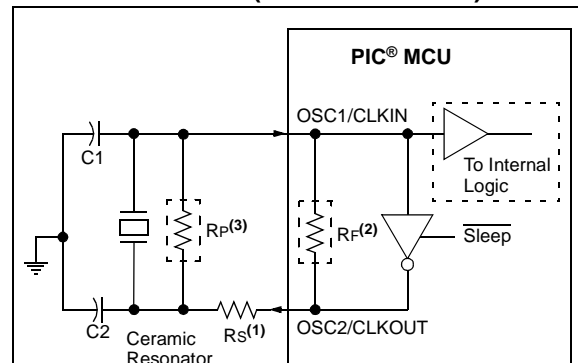 PIC® MCU
OSC1/CLKIN
C1
To Internal
Logic
RP(3)
RF(2)
Sleep
C2
Ceramic
Resonator
RS(1)
OSC2/CLKOUT